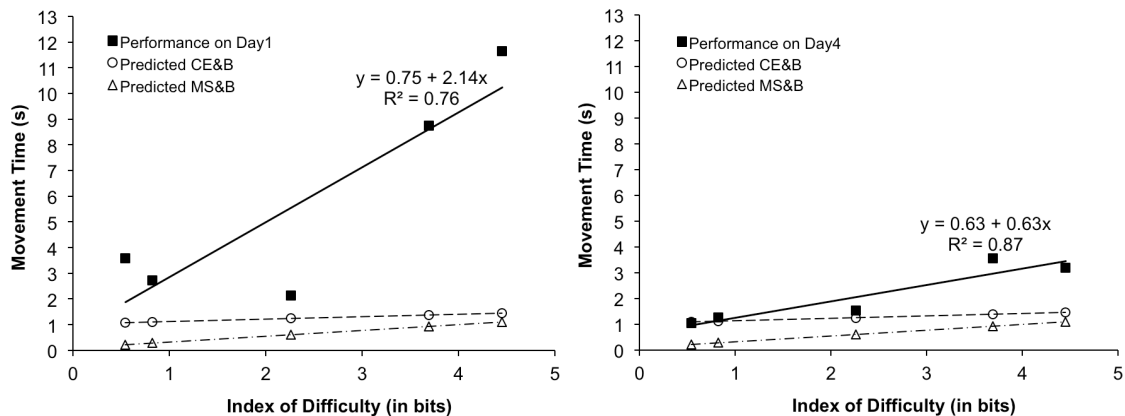 13
12
11
10
9
8
7
6
5
4
3
2
1
0
Movement Time (s)
Performance on Day1
Predicted CE&B
Predicted MS&B
y = 0.75 + 2.14x
R² = 0.76
0 1 2 3 4 5
Index of Difficulty (in bits)
13
12
11
10
9
8
7
6
5
4
3
2
1
0
Movement Time (s)
Performance on Day4
Predicted CE&B
Predicted MS&B
y = 0.63 + 0.63x
R² = 0.87
0 1 2 3 4 5
Index of Difficulty (in bits)